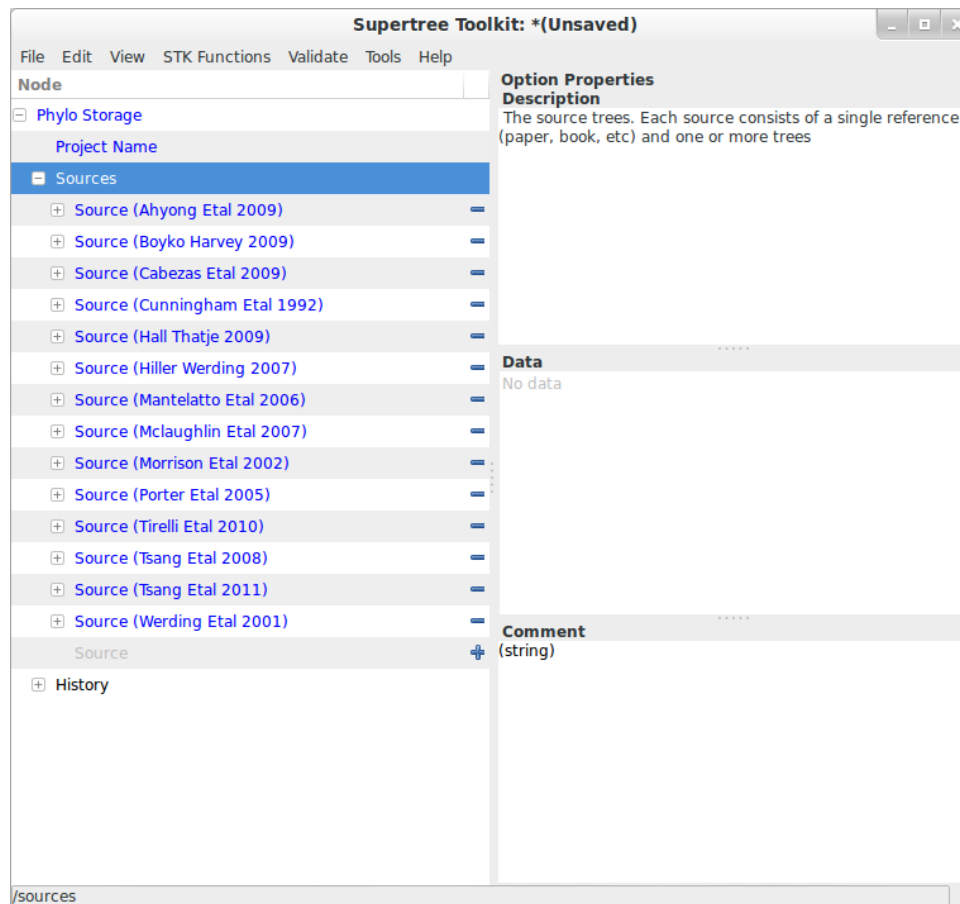 Supertree Toolkit: *(Unsaved)
File Edit View STK Functions Validate Tools Help
Node
Phylo Storage
Project Name
Sources
Source (Ahyong Etal 2009)
Source (Boyko Harvey 2009)
Source (Cabezas Etal 2009)
Source (Cunningham Etal 1992)
Source (Hall Thatje 2009)
Source (Hiller Werding 2007)
Source (Mantelatto Etal 2006)
Source (Mclaughlin Etal 2007)
Source (Morrison Etal 2002)
Source (Porter Etal 2005)
Source (Tirelli Etal 2010)
Source (Tsang Etal 2008)
Source (Tsang Etal 2011)
Source (Werding Etal 2001)
Source
History
Option Properties
Description
The source trees. Each source consists of a single reference
(paper, book, etc) and one or more trees
Data
No data
Comment
(string)
/sources